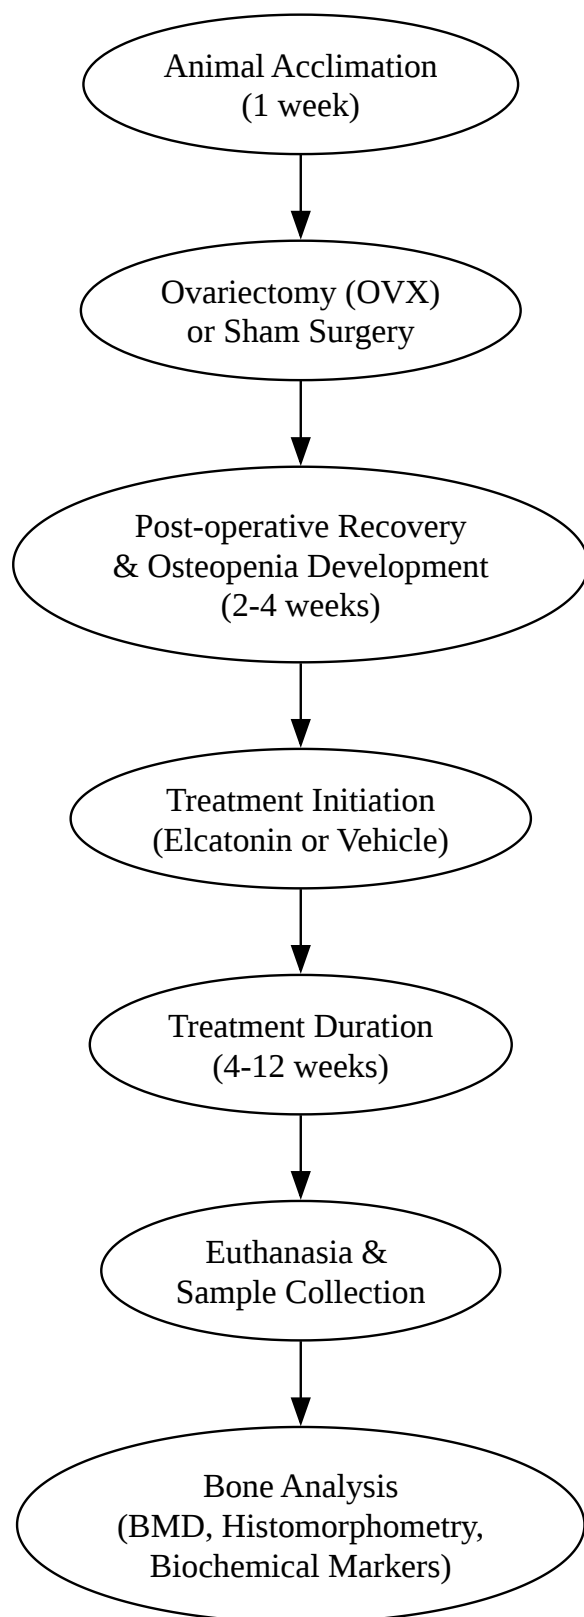 Animal Acclimation
(1 week)
Ovariectomy (OVX)
or Sham Surgery
Post-operative Recovery
& Osteopenia Development
(2-4 weeks)
Treatment Initiation
(Elcatonin or Vehicle)
Treatment Duration
(4-12 weeks)
Euthanasia &
Sample Collection
Bone Analysis
(BMD, Histomorphometry,
Biochemical Markers)